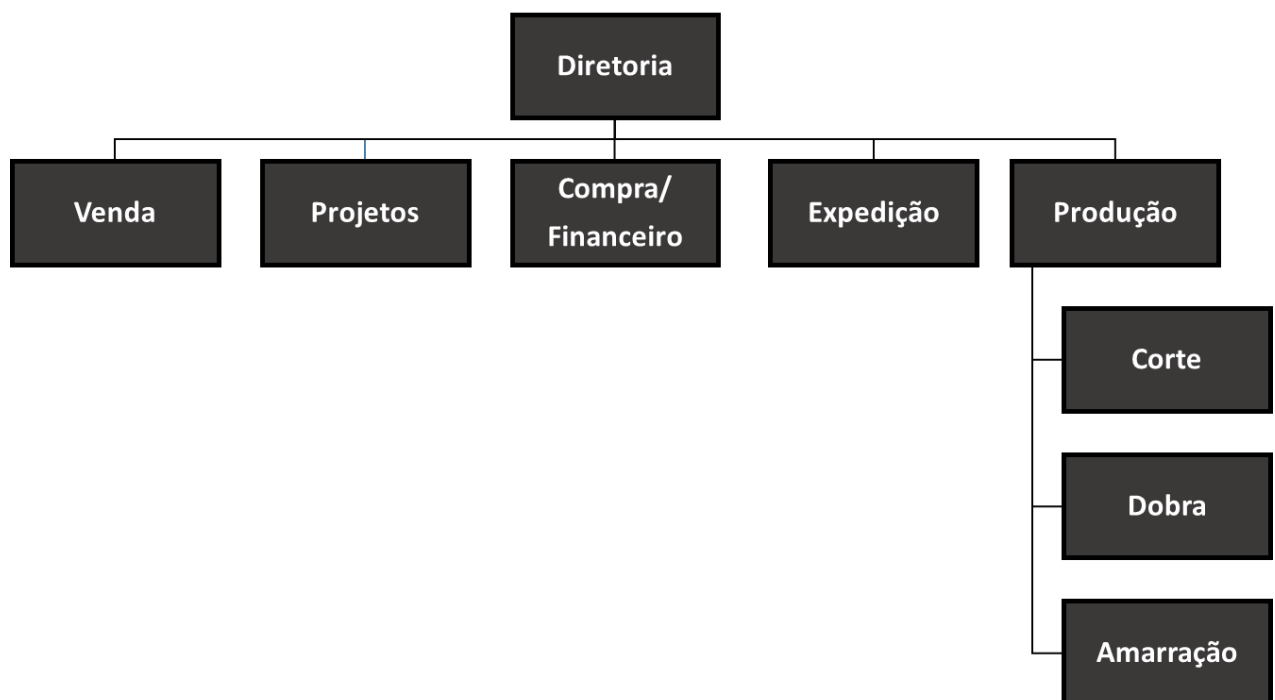 Diretoria
Venda
Projetos
Compra/
Financeiro
Expedição
Produção
Corte
Dobra
Amarração